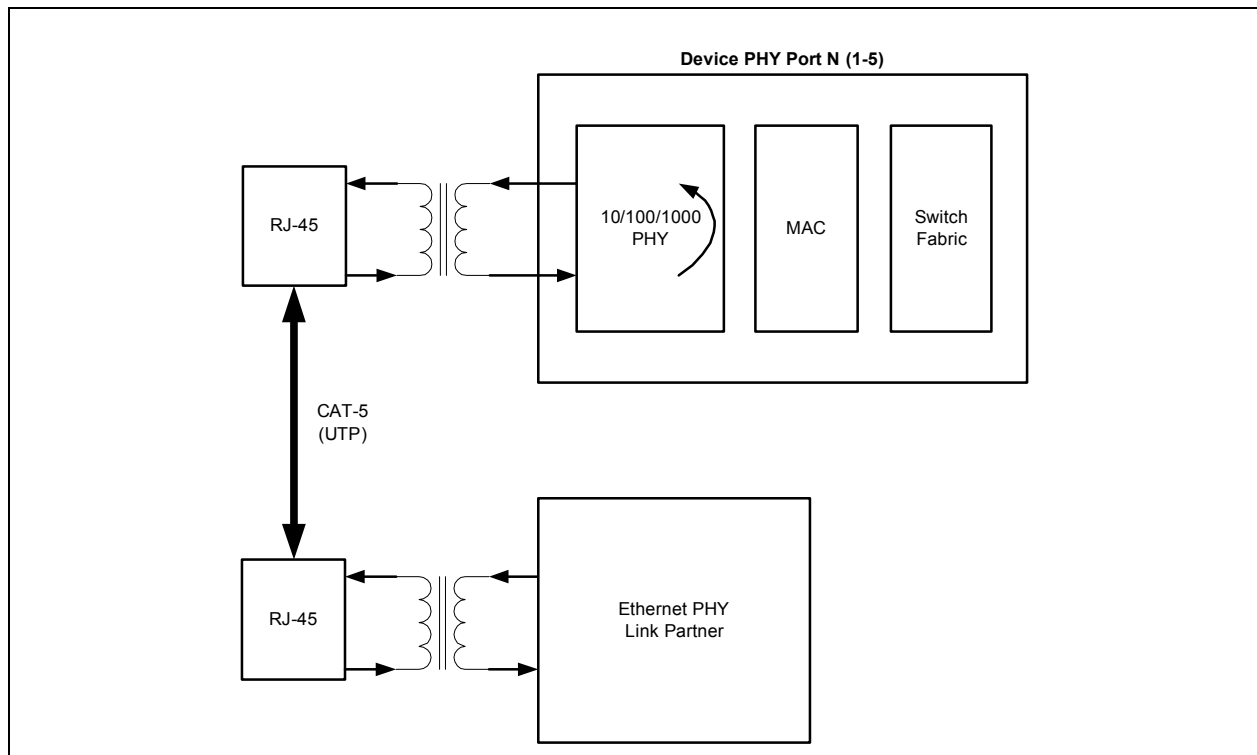 Device PHY Port N (1-5)
RJ-45
10/100/1000
PHY
MAC
Switch
Fabric
CAT-5
(UTP)
RJ-45
Ethernet PHY
Link Partner